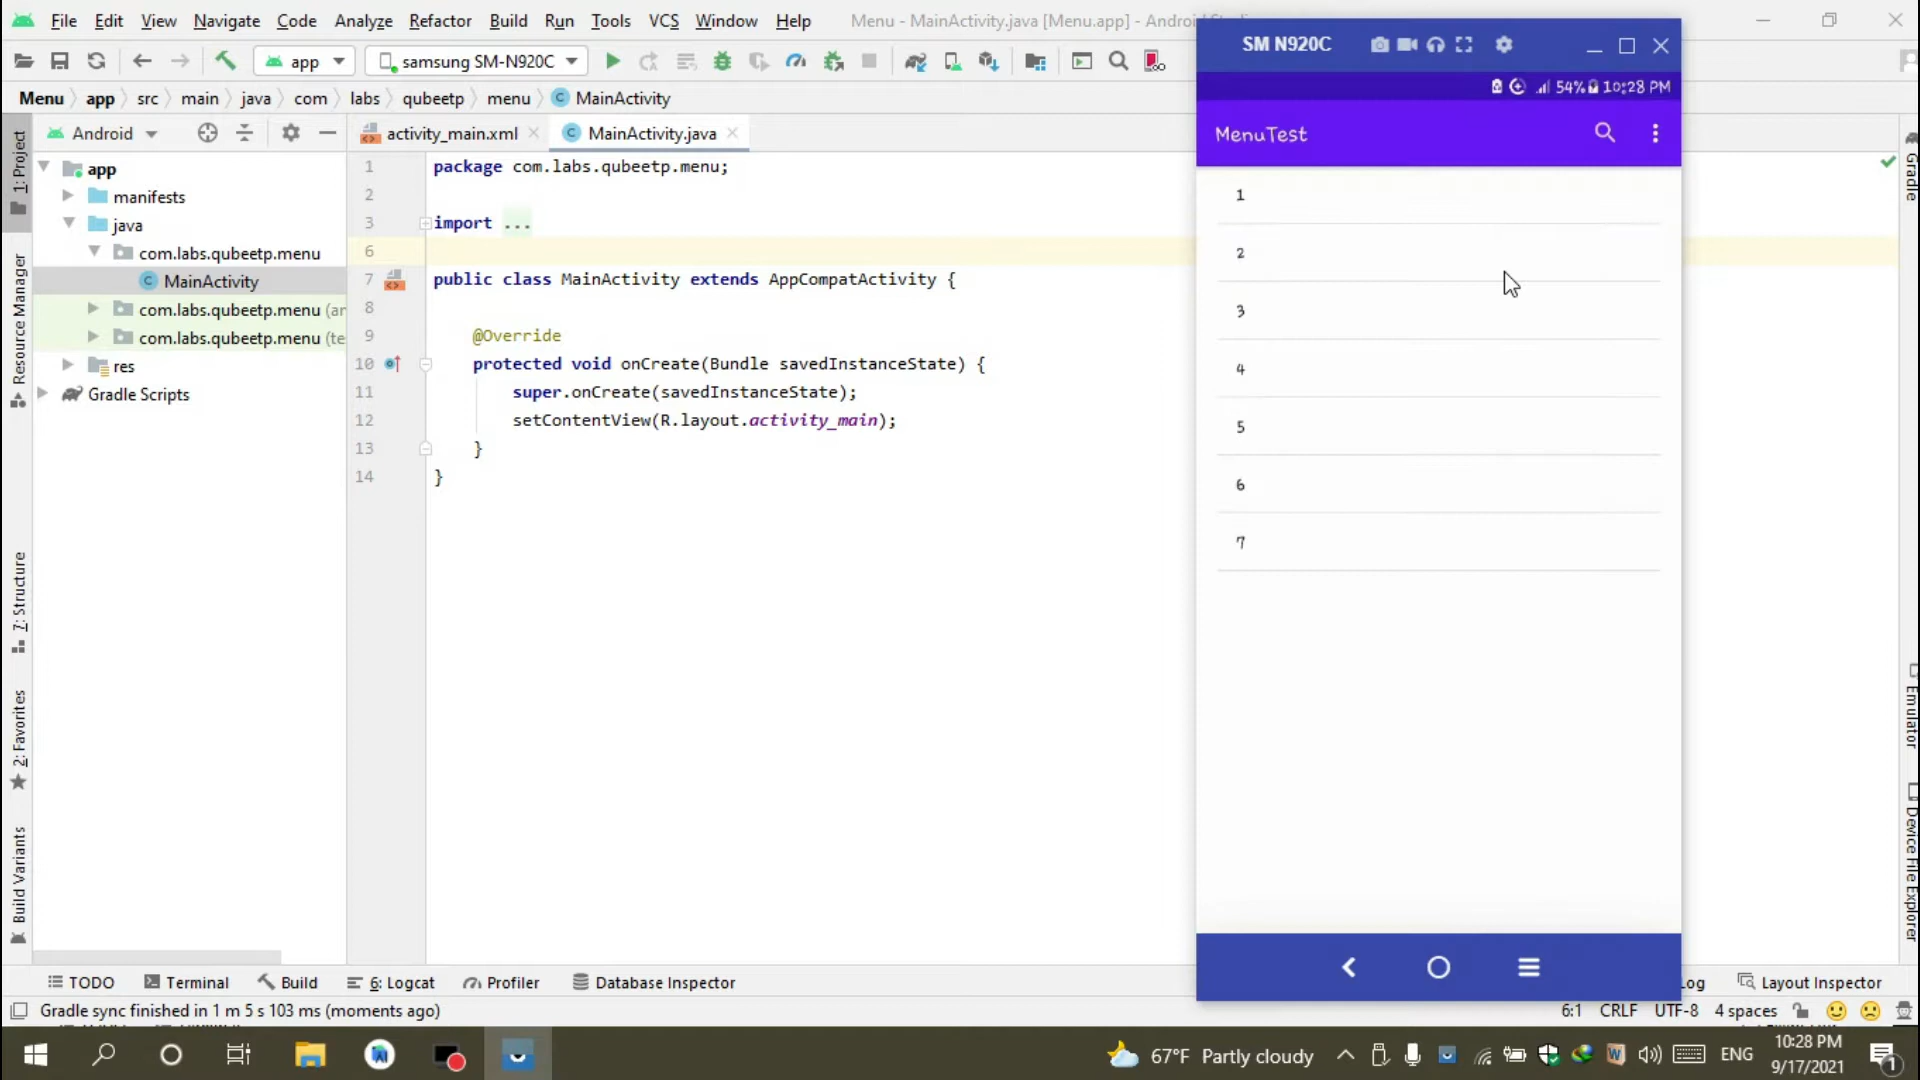 File Edit View Navigate Code Analyze Refactor Build Run Tools VCS Window Help Menu - MainActivity.java [Menu.app] - Android
app samsung SM-N920C
Menu app src main java com labs qubeetp menu MainActivity
Android
activity_main.xml MainActivity.java
1: Project
Resource Manager
7: Structure
2: Favorites
Build Variants
app
manifests
java
com.labs.qubeetp.menu
MainActivity
com.labs.qubeetp.menu (an
com.labs.qubeetp.menu (te
res
Gradle Scripts
1 package com.labs.qubeetp.menu;
2
3 import ...
6
7 public class MainActivity extends AppCompatActivity {
8
9 @Override
10 protected void onCreate(Bundle savedInstanceState) {
11 super.onCreate(savedInstanceState);
12 setContentView(R.layout.activity_main);
13 }
14 }
SM N920C
54% 10:28 PM
MenuTest
1
2
3
4
5
6
7
Gradle
Emulator
Device File Explorer
TODO Terminal Build 6: Logcat Profiler Database Inspector Log Layout Inspector
Gradle sync finished in 1 m 5 s 103 ms (moments ago) 6:1 CRLF UTF-8 4 spaces
67°F Partly cloudy ENG 10:28 PM
9/17/2021
1